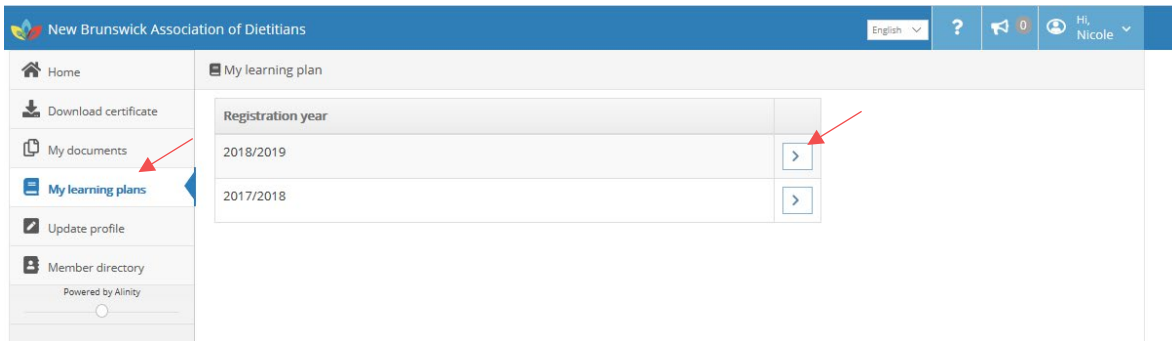 New Brunswick Association of Dietitians
English
?
0
Hi,
Nicole
Home
Download certificate
My documents
My learning plans
Update profile
Member directory
Powered by Alinity
My learning plan
Registration year
2018/2019
2017/2018